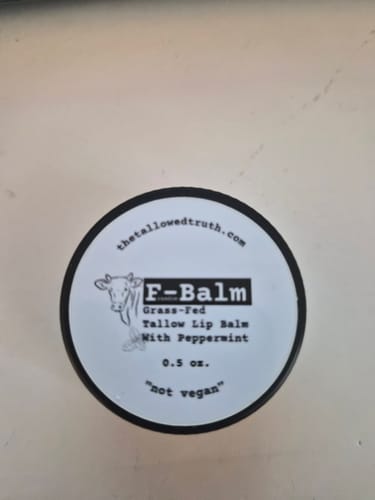 thetallowedtruth.com
F-Balm
Grass-Fed
Tallow Lip Balm
With Peppermint
0.5 oz.
"not vegan"